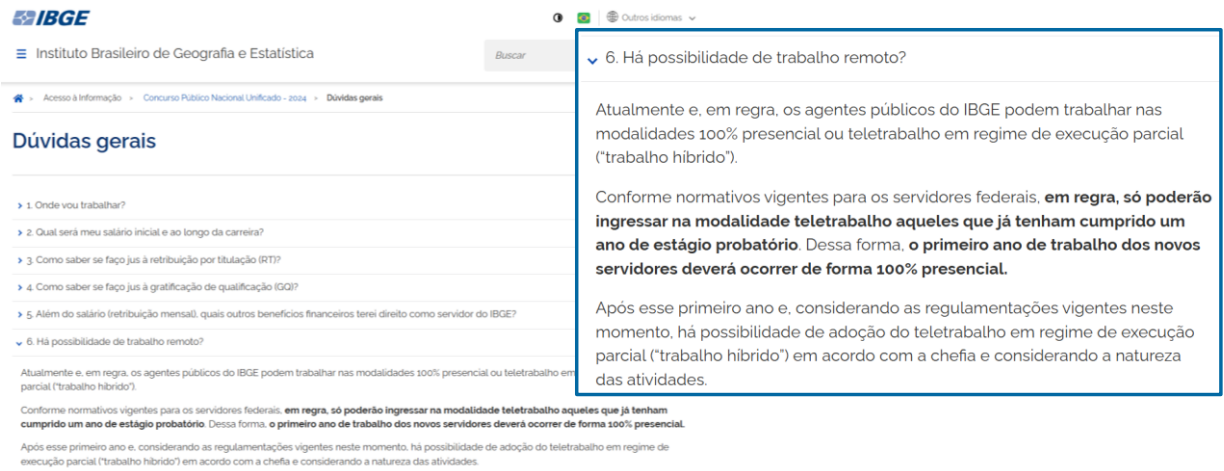 IBGE
Outros idiomas
Instituto Brasileiro de Geografia e Estatística
Buscar
Acesso à Informação » Concurso Público Nacional Unificado - 2024 » Dúvidas gerais
Dúvidas gerais
1. Onde vou trabalhar?
2. Qual será meu salário inicial e ao longo da carreira?
3. Como saber se faço jus à retribuição por titulação (RT)?
4. Como saber se faço jus à gratificação de qualificação (GQ)?
5. Além do salário (retribuição mensal), quais outros benefícios financeiros terei direito como servidor do IBGE?
6. Há possibilidade de trabalho remoto?
Atualmente e, em regra, os agentes públicos do IBGE podem trabalhar nas modalidades 100% presencial ou teletrabalho em
parcial ("trabalho híbrido").
Conforme normativos vigentes para os servidores federais, em regra, só poderão ingressar na modalidade teletrabalho aqueles que já tenham
cumprido um ano de estágio probatório. Dessa forma, o primeiro ano de trabalho dos novos servidores deverá ocorrer de forma 100% presencial.
Após esse primeiro ano e, considerando as regulamentações vigentes neste momento, há possibilidade de adoção do teletrabalho em regime de
execução parcial ("trabalho híbrido") em acordo com a chefia e considerando a natureza das atividades.
6. Há possibilidade de trabalho remoto?
Atualmente e, em regra, os agentes públicos do IBGE podem trabalhar nas
modalidades 100% presencial ou teletrabalho em regime de execução parcial
("trabalho híbrido").
Conforme normativos vigentes para os servidores federais, em regra, só poderão
ingressar na modalidade teletrabalho aqueles que já tenham cumprido um
ano de estágio probatório. Dessa forma, o primeiro ano de trabalho dos novos
servidores deverá ocorrer de forma 100% presencial.
Após esse primeiro ano e, considerando as regulamentações vigentes neste
momento, há possibilidade de adoção do teletrabalho em regime de execução
parcial ("trabalho híbrido") em acordo com a chefia e considerando a natureza
das atividades.